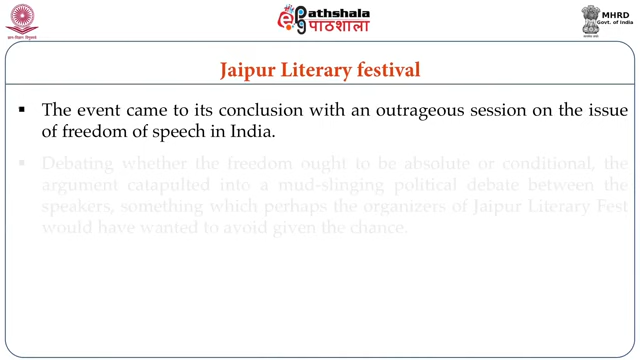 Pathshala
पाठशाला
MHRD
Govt. of India
Jaipur Literary festival
▪ The event came to its conclusion with an outrageous session on the issue
of freedom of speech in India.
▪ Debating whether the freedom ought to be absolute or conditional, the
argument catapulted into a mud-slinging political debate between the
speakers, something which perhaps the organizers of Jaipur Literary Fest
would have wanted to avoid given the chance.